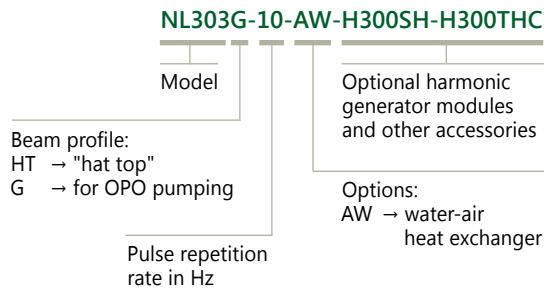 NL303G-10-AW-H300SH-H300THC
Model
Optional harmonic
generator modules
and other accessories
Beam profile:
HT → "hat top"
G → for OPO pumping
Options:
AW → water-air
heat exchanger
Pulse repetition
rate in Hz